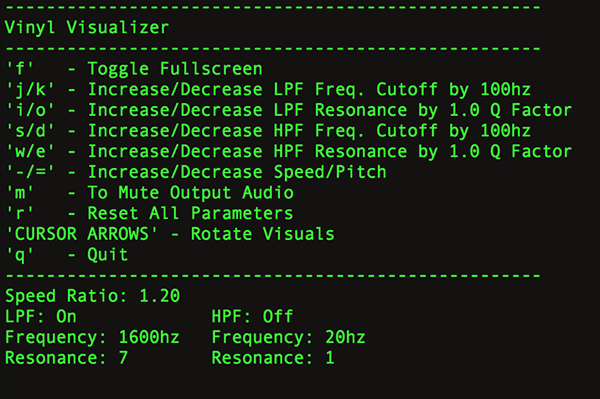 ----------------------------------------------------
Vinyl Visualizer
----------------------------------------------------
'f'   - Toggle Fullscreen
'j/k' - Increase/Decrease LPF Freq. Cutoff by 100hz
'i/o' - Increase/Decrease LPF Resonance by 1.0 Q Factor
's/d' - Increase/Decrease HPF Freq. Cutoff by 100hz
'w/e' - Increase/Decrease HPF Resonance by 1.0 Q Factor
'-/=' - Increase/Decrease Speed/Pitch
'm'   - To Mute Output Audio
'r'   - Reset All Parameters
'CURSOR ARROWS' - Rotate Visuals
'q'   - Quit
----------------------------------------------------
Speed Ratio: 1.20
LPF: On             HPF: Off
Frequency: 1600hz   Frequency: 20hz
Resonance: 7        Resonance: 1